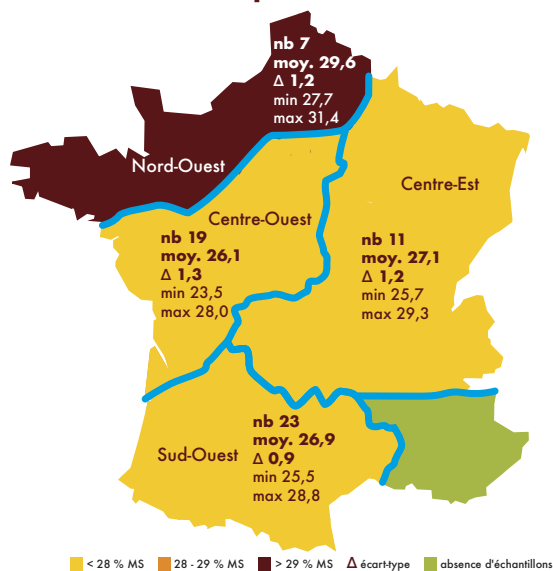 nb 7
moy. 29,6
Δ 1,2
min 27,7
max 31,4
Nord-Ouest
Centre-Est
Centre-Ouest
nb 19
moy. 26,1
Δ 1,3
min 23,5
max 28,0
nb 11
moy. 27,1
Δ 1,2
min 25,7
max 29,3
nb 23
moy. 26,9
Δ 0,9
min 25,5
max 28,8
Sud-Ouest
< 28 % MS 28 - 29 % MS > 29 % MS Δ écart-type absence d'échantillons